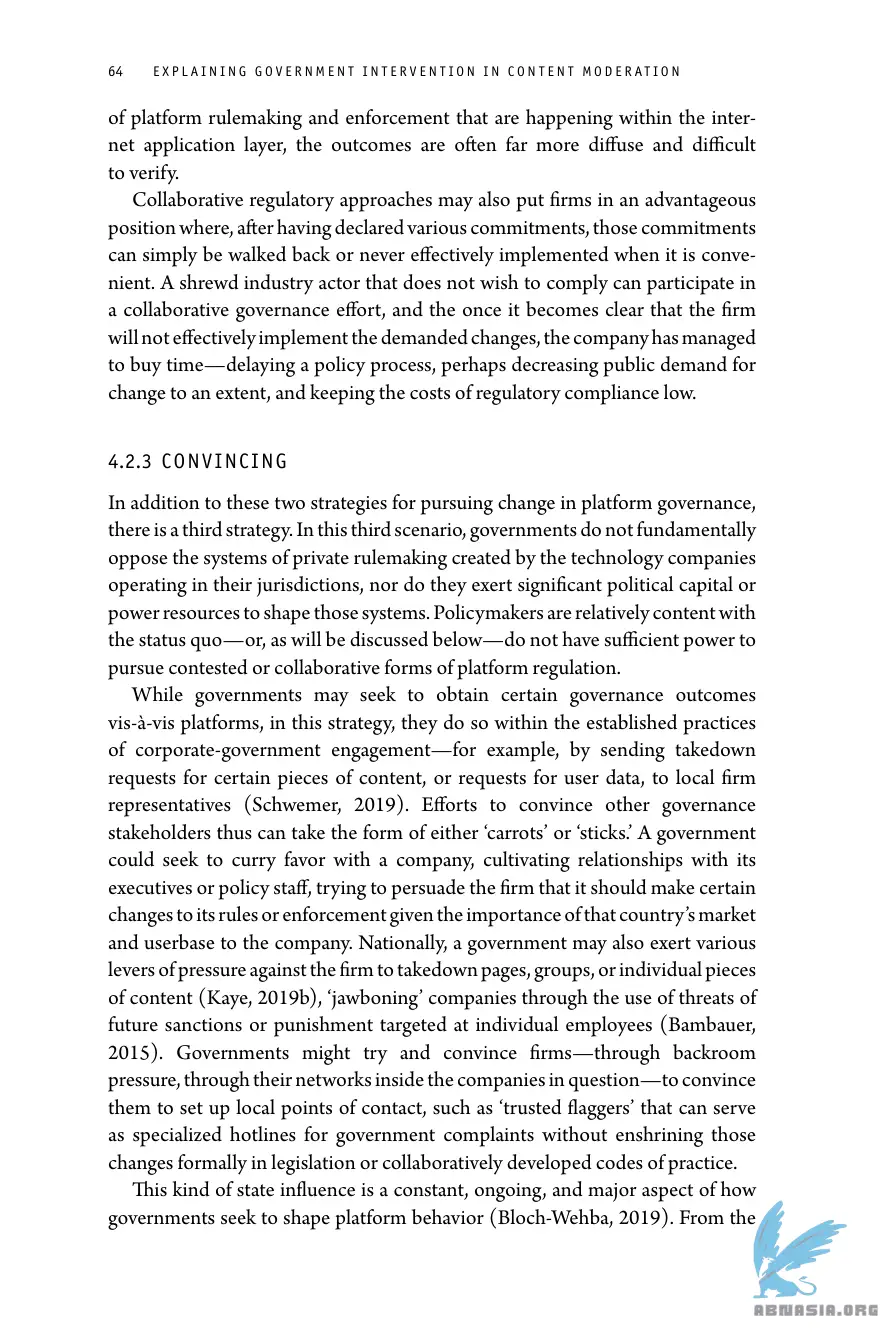 64 EXPLAINING GOVERNMENT INTERVENTION IN CONTENT MODERATION
of platform rulemaking and enforcement that are happening within the inter-
net application layer, the outcomes are often far more diffuse and difficult
to verify.
Collaborative regulatory approaches may also put firms in an advantageous
position where, after having declared various commitments, those commitments
can simply be walked back or never effectively implemented when it is conve-
nient. A shrewd industry actor that does not wish to comply can participate in
a collaborative governance effort, and the once it becomes clear that the firm
will not effectively implement the demanded changes, the company has managed
to buy time—delaying a policy process, perhaps decreasing public demand for
change to an extent, and keeping the costs of regulatory compliance low.
4.2.3 CONVINCING
In addition to these two strategies for pursuing change in platform governance,
there is a third strategy. In this third scenario, governments do not fundamentally
oppose the systems of private rulemaking created by the technology companies
operating in their jurisdictions, nor do they exert significant political capital or
power resources to shape those systems. Policymakers are relatively content with
the status quo—or, as will be discussed below—do not have sufficient power to
pursue contested or collaborative forms of platform regulation.
While governments may seek to obtain certain governance outcomes
vis-à-vis platforms, in this strategy, they do so within the established practices
of corporate-government engagement—for example, by sending takedown
requests for certain pieces of content, or requests for user data, to local firm
representatives (Schwemer, 2019). Efforts to convince other governance
stakeholders thus can take the form of either ‘carrots’ or ‘sticks.’ A government
could seek to curry favor with a company, cultivating relationships with its
executives or policy staff, trying to persuade the firm that it should make certain
changes to its rules or enforcement given the importance of that country’s market
and userbase to the company. Nationally, a government may also exert various
levers of pressure against the firm to takedown pages, groups, or individual pieces
of content (Kaye, 2019b), ‘jawboning’ companies through the use of threats of
future sanctions or punishment targeted at individual employees (Bambauer,
2015). Governments might try and convince firms—through backroom
pressure, through their networks inside the companies in question—to convince
them to set up local points of contact, such as ‘trusted flaggers’ that can serve
as specialized hotlines for government complaints without enshrining those
changes formally in legislation or collaboratively developed codes of practice.
This kind of state influence is a constant, ongoing, and major aspect of how
governments seek to shape platform behavior (Bloch-Wehba, 2019). From the
ABNASIA.ORG